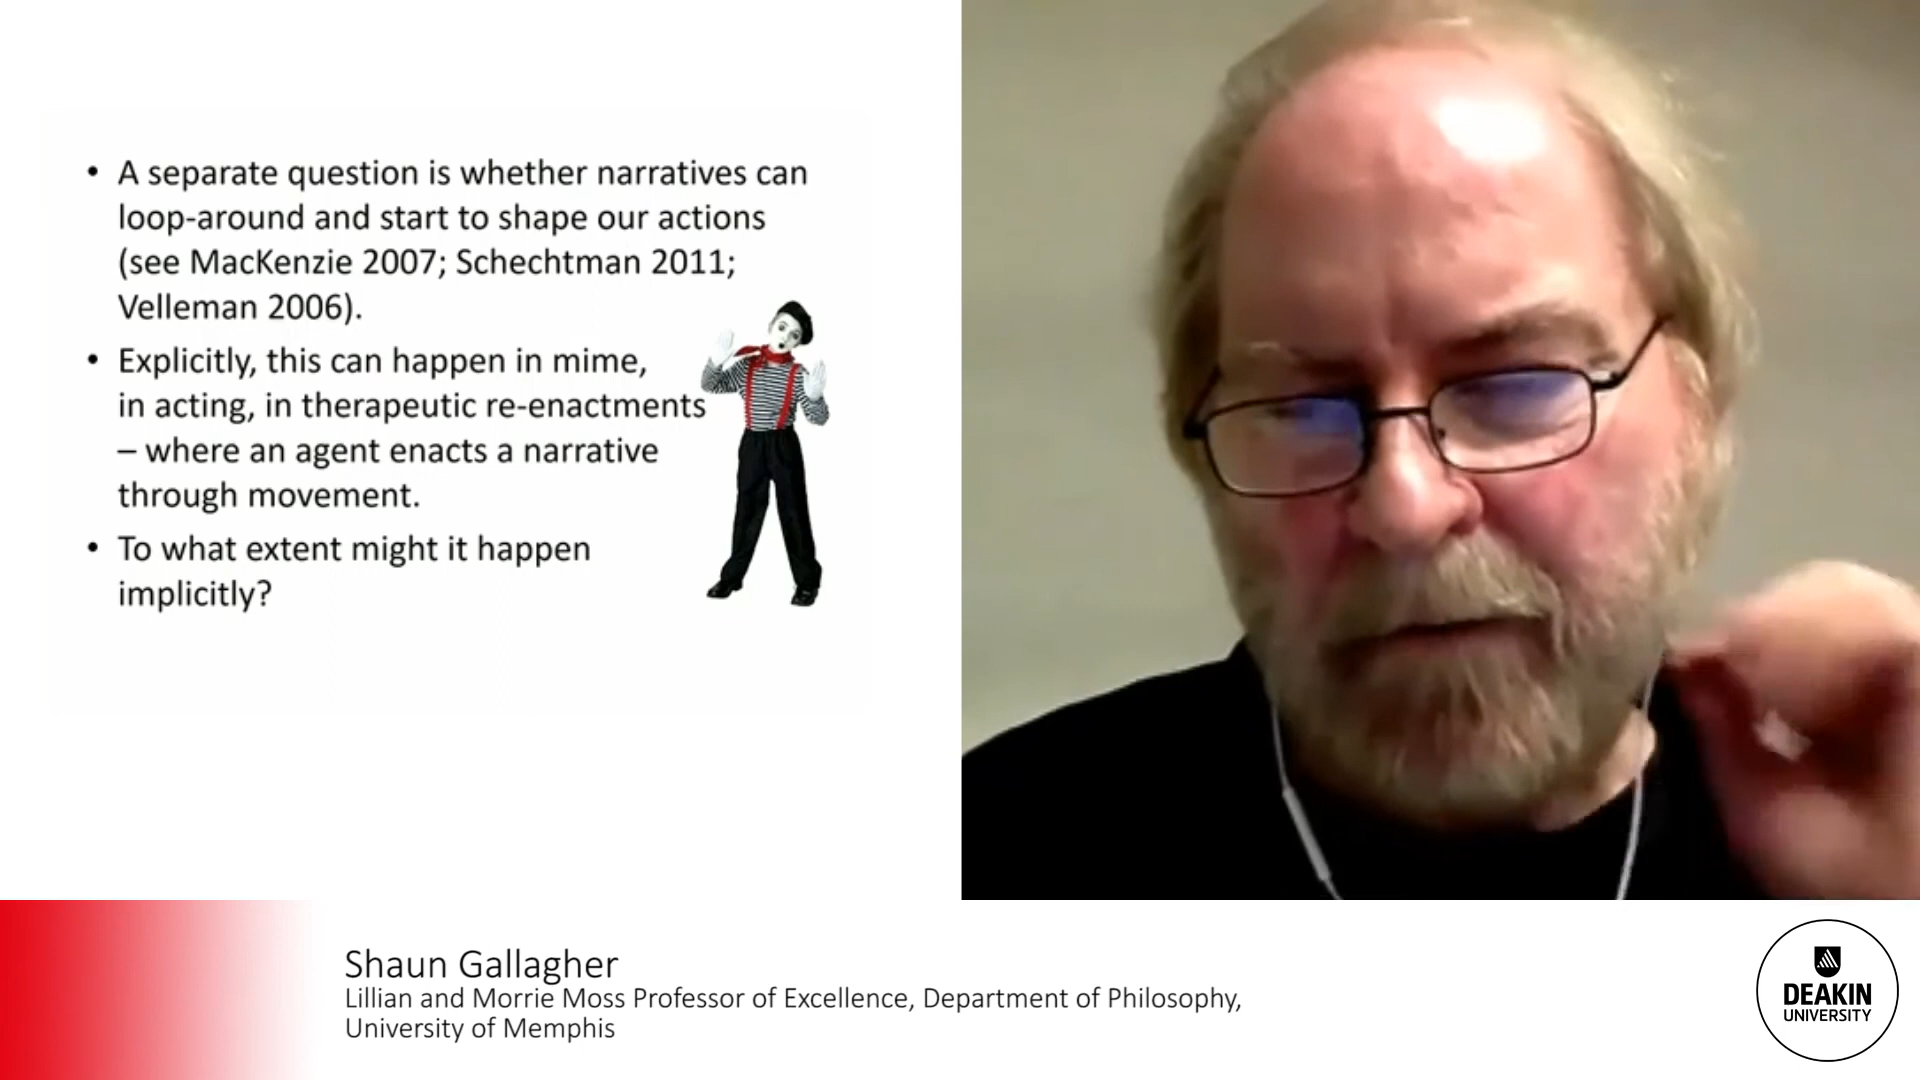 • A separate question is whether narratives can
loop-around and start to shape our actions
(see MacKenzie 2007; Schechtman 2011;
Velleman 2006).
• Explicitly, this can happen in mime,
in acting, in therapeutic re-enactments
– where an agent enacts a narrative
through movement.
• To what extent might it happen
implicitly?
Shaun Gallagher
Lillian and Morrie Moss Professor of Excellence, Department of Philosophy,
University of Memphis
DEAKIN
UNIVERSITY